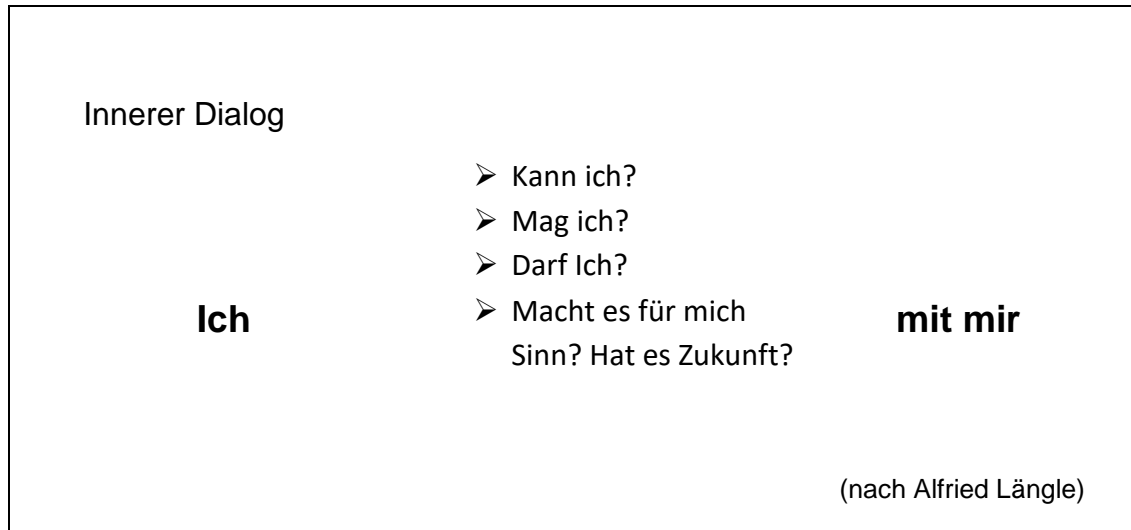 Innerer Dialog
➢ Kann ich?
➢ Mag ich?
➢ Darf Ich?
Ich
➢ Macht es für mich
Sinn? Hat es Zukunft?
mit mir
(nach Alfried Längle)